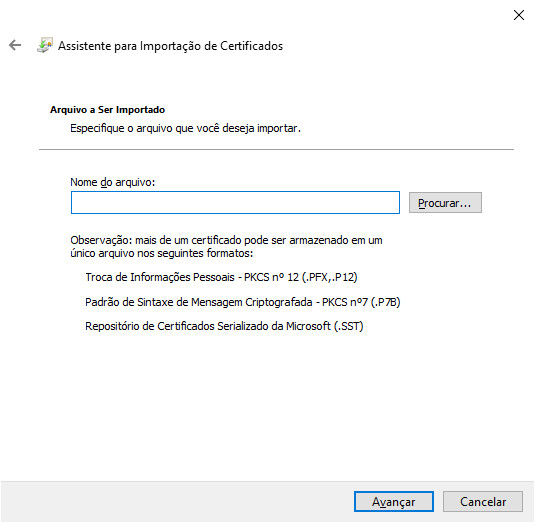 Assistente para Importação de Certificados
Arquivo a Ser Importado
Especifique o arquivo que você deseja importar.
Nome do arquivo:
Procurar...
Observação: mais de um certificado pode ser armazenado em um
único arquivo nos seguintes formatos:
Troca de Informações Pessoais - PKCS nº 12 (.PFX,.P12)
Padrão de Sintaxe de Mensagem Criptografada - PKCS nº7 (.P7B)
Repositório de Certificados Serializado da Microsoft (.SST)
Avançar
Cancelar